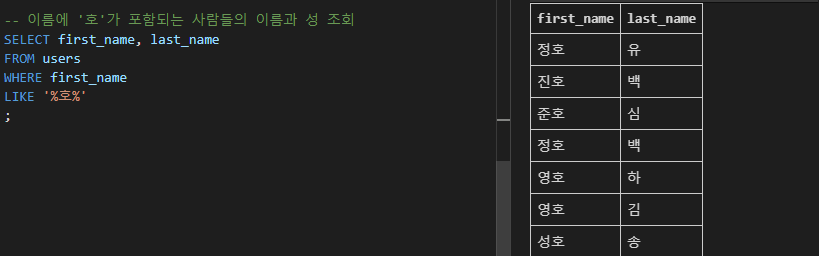 -- 이름에 '호'가 포함되는 사람들의 이름과 성 조회
SELECT first_name, last_name
FROM users
WHERE first_name
LIKE '%호%'
;
first_name last_name
정호 유
진호 백
준호 심
정호 백
영호 하
영호 김
성호 송